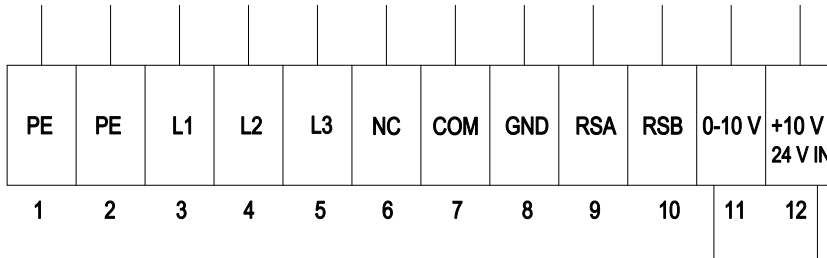 PE PE L1 L2 L3 NC COM GND RSA RSB 0-10 V +10 V
24 V IN
1 2 3 4 5 6 7 8 9 10 11 12